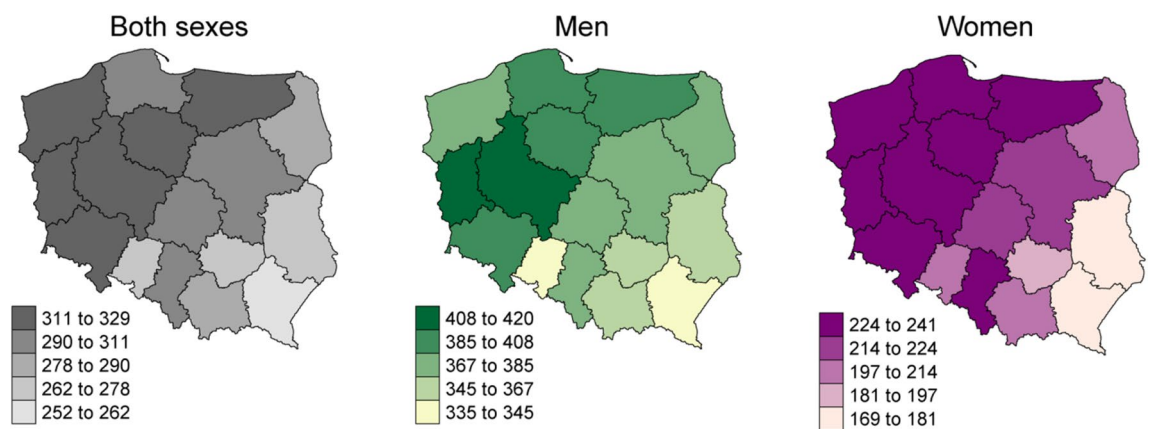 Both sexes
Men
Women
311 to 329
290 to 311
278 to 290
262 to 278
252 to 262
408 to 420
385 to 408
367 to 385
345 to 367
335 to 345
224 to 241
214 to 224
197 to 214
181 to 197
169 to 181